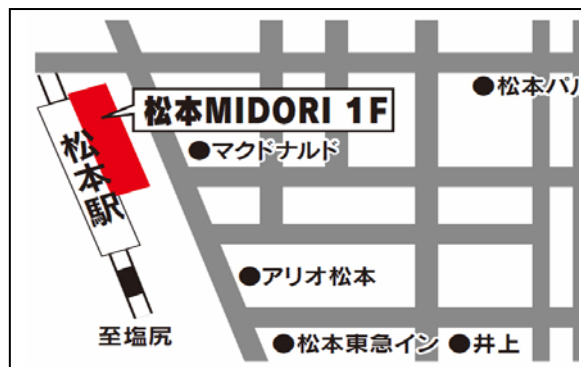 松本MIDORI 1F
●松本パル
●マクドナルド
松本駅
●アリオ松本
至塩尻
●松本東急イン ●井上